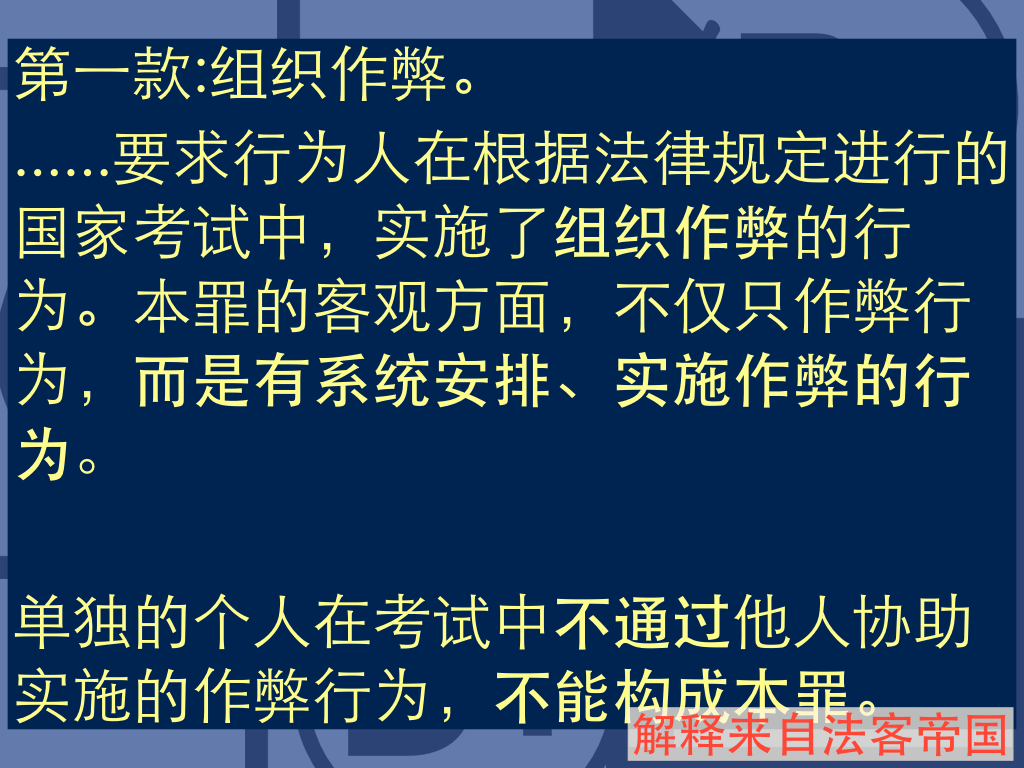 第一款:组织作弊。
......要求行为人在根据法律规定进行的
国家考试中，实施了组织作弊的行
为。本罪的客观方面，不仅只作弊行
为，而是有系统安排、实施作弊的行
为。
单独的个人在考试中不通过他人协助
实施的作弊行为，不能构成本罪。
解释来自法客帝国